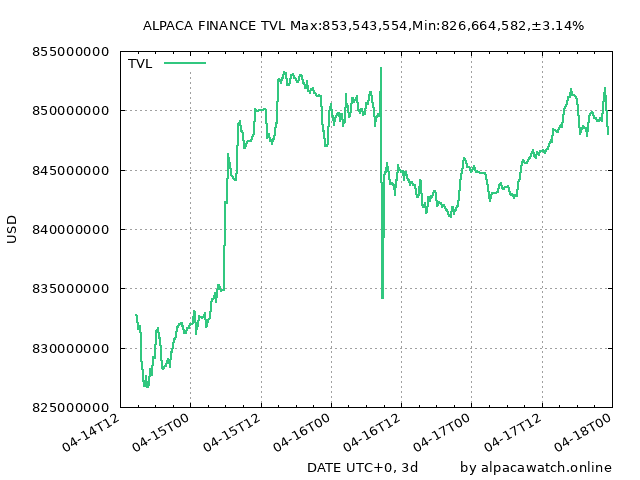 ALPACA FINANCE TVL Max:853,543,554,Min:826,664,582,±3.14%
TVL
855000000
850000000
845000000
840000000
835000000
830000000
825000000
USD
04-14T12
04-15T00
04-15T12
04-16T00
04-16T12
04-17T00
04-17T12
04-18T00
DATE UTC+0, 3d
by alpacawatch.online